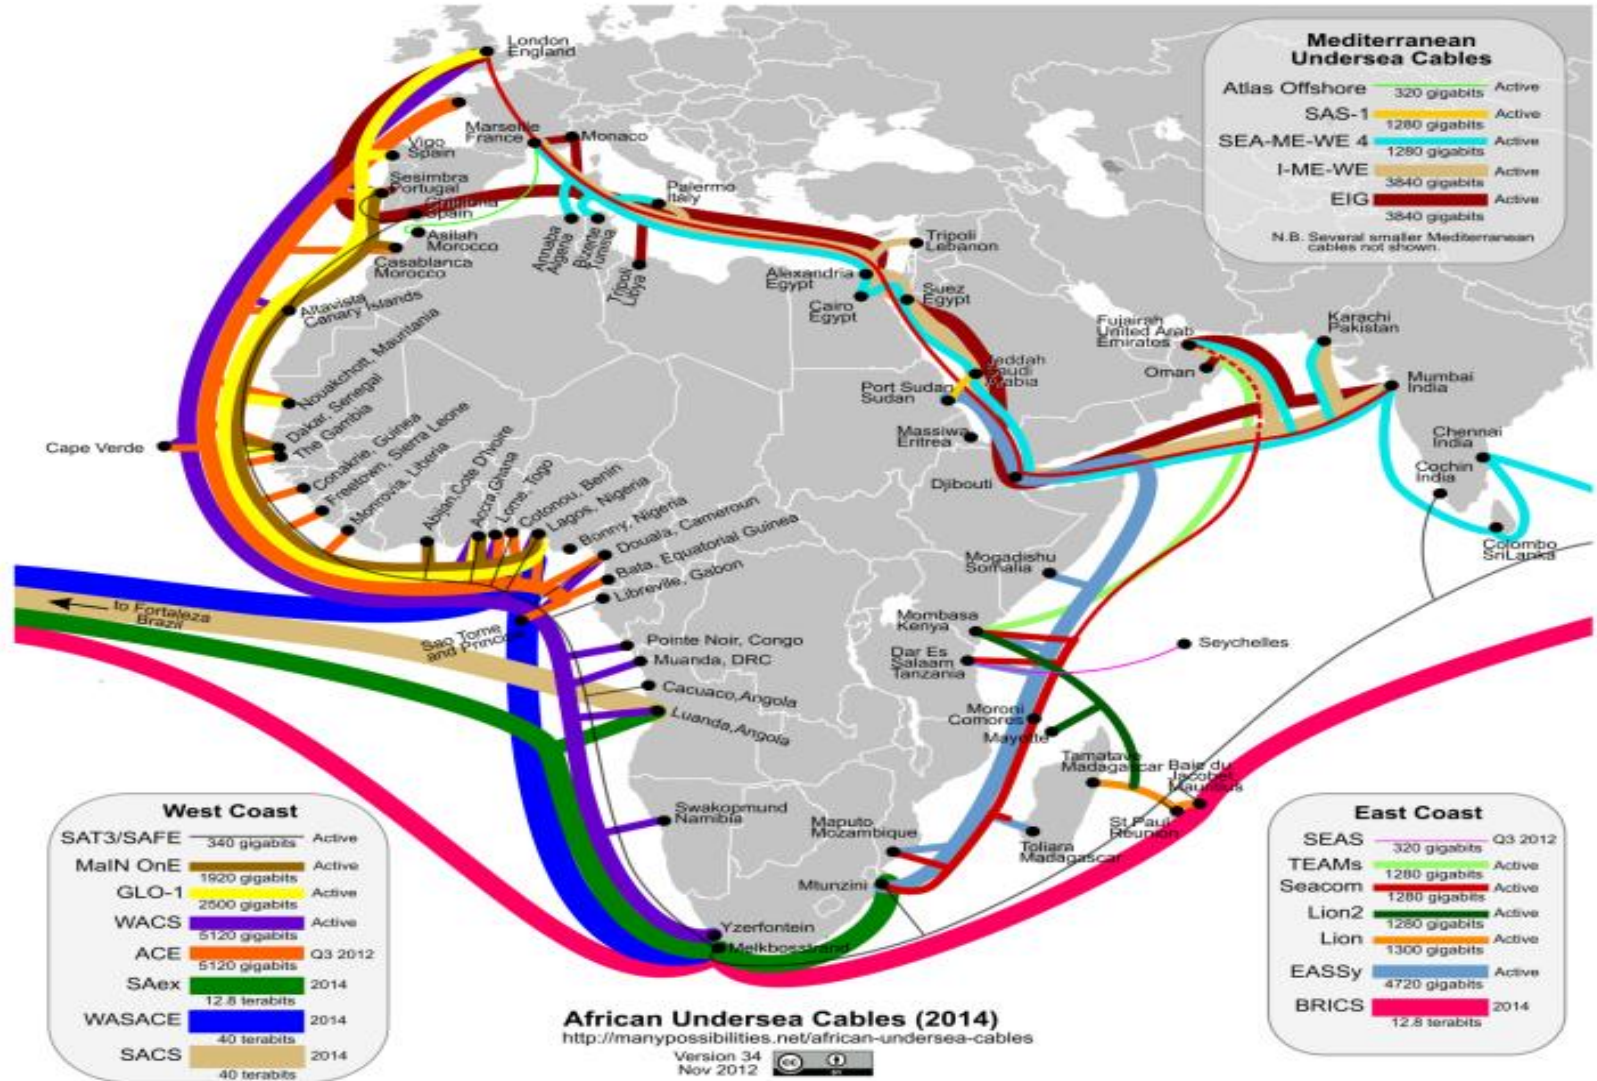 London
England
Marseille
France
Monaco
Vigo
Spain
Sesimbra
Portugal
Spain
Asilah
Morocco
Casablanca
Morocco
Palermo
Italy
Annaba
Algeria
Bizerte
Tunisia
Tripoli
Libya
Tripoli
Lebanon
Alexandria
Egypt
Cairo
Egypt
Suez
Egypt
Altavista
Canary Islands
Nouakchott, Mauritania
Dakar, Senegal
The Gambia
Cape Verde
Conakrie, Guinea
Freetown, Sierra Leone
Monrovia, Liberia
Abijan,Cote D'Ivoire
Accra,Ghana
Lome, Togo
Cotonou, Benin
Lagos, Nigeria
Bonny, Nigeria
Douala, Cameroun
Bata, Equatorial Guinea
Libreville, Gabon
Jeddah
Saudi
Arabia
Port Sudan
Sudan
Massiwa
Eritrea
Djibouti
Fujairah
United Arab
Emirates
Oman
Karachi
Pakistan
Mumbai
India
Chennai
India
Cochin
India
Colombo
SriLanka
Mogadishu
Somalia
Mombasa
Kenya
Dar Es
Salaam
Tanzania
Seychelles
Moroni
Comores
Mayotte
Tamatave
Madagascar
Baie du
Jacobet
Mauritius
St Paul
Reunion
Toliara
Madagascar
Maputo
Mozambique
Mtunzini
to Fortaleza
Brazil
Sao Tome
and Principe
Pointe Noir, Congo
Muanda, DRC
Cacuaco,Angola
Luanda,Angola
Swakopmund
Namibia
Yzerfontein
Melkbosstrand
Mediterranean
Undersea Cables
Atlas Offshore 320 gigabits Active
SAS-1 1280 gigabits Active
SEA-ME-WE 4 1280 gigabits Active
I-ME-WE 3840 gigabits Active
EIG 3840 gigabits Active
N.B. Several smaller Mediterranean
cables not shown.
West Coast
SAT3/SAFE 340 gigabits Active
MaIN OnE 1920 gigabits Active
GLO-1 2500 gigabits Active
WACS 5120 gigabits Active
ACE 5120 gigabits Q3 2012
SAex 12.8 terabits 2014
WASACE 40 terabits 2014
SACS 40 terabits 2014
East Coast
SEAS 320 gigabits Q3 2012
TEAMs 1280 gigabits Active
Seacom 1280 gigabits Active
Lion2 1280 gigabits Active
Lion 1300 gigabits Active
EASSy 4720 gigabits Active
BRICS 12.8 terabits 2014
African Undersea Cables (2014)
http://manypossibilities.net/african-undersea-cables
Version 34
Nov 2012
cc
BY